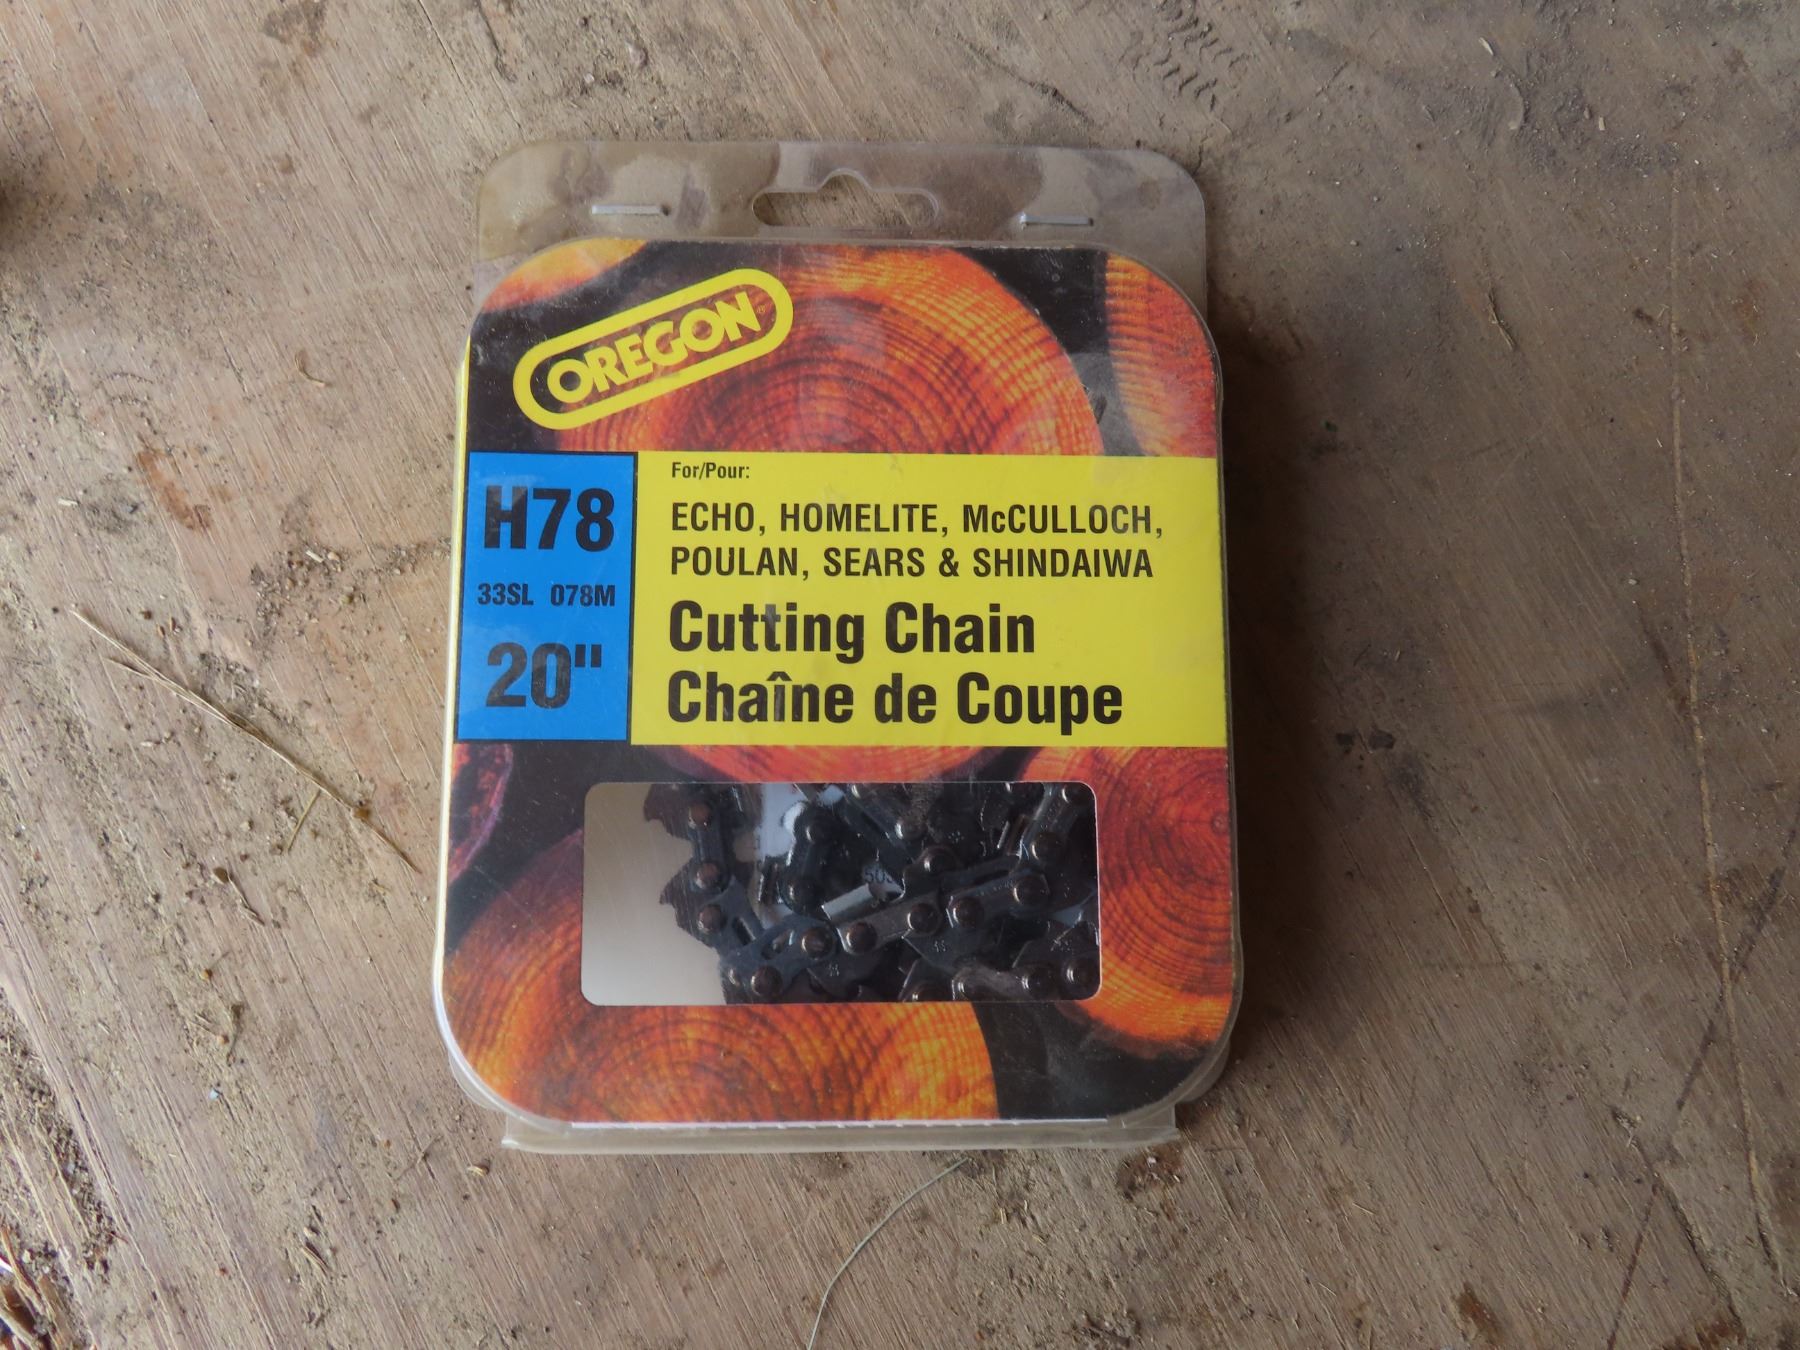 OREGON®
For/Pour:
H78
ECHO, HOMELITE, McCULLOCH,
POULAN, SEARS & SHINDAIWA
33SL 078M
Cutting Chain
20"
Chaîne de Coupe